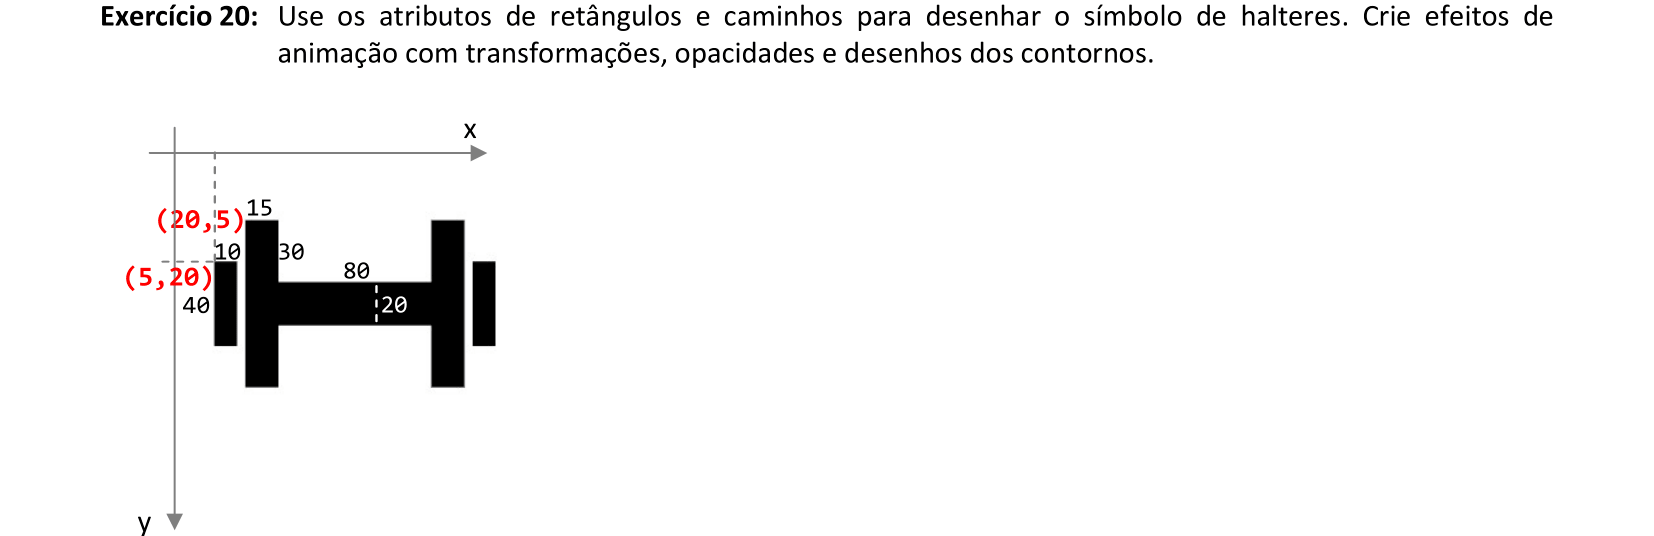 Exercício 20: Use os atributos de retângulos e caminhos para desenhar o símbolo de halteres. Crie efeitos de
animação com transformações, opacidades e desenhos dos contornos.
x
15
(20,5)
10
30
80
(5,20)
40
20
y